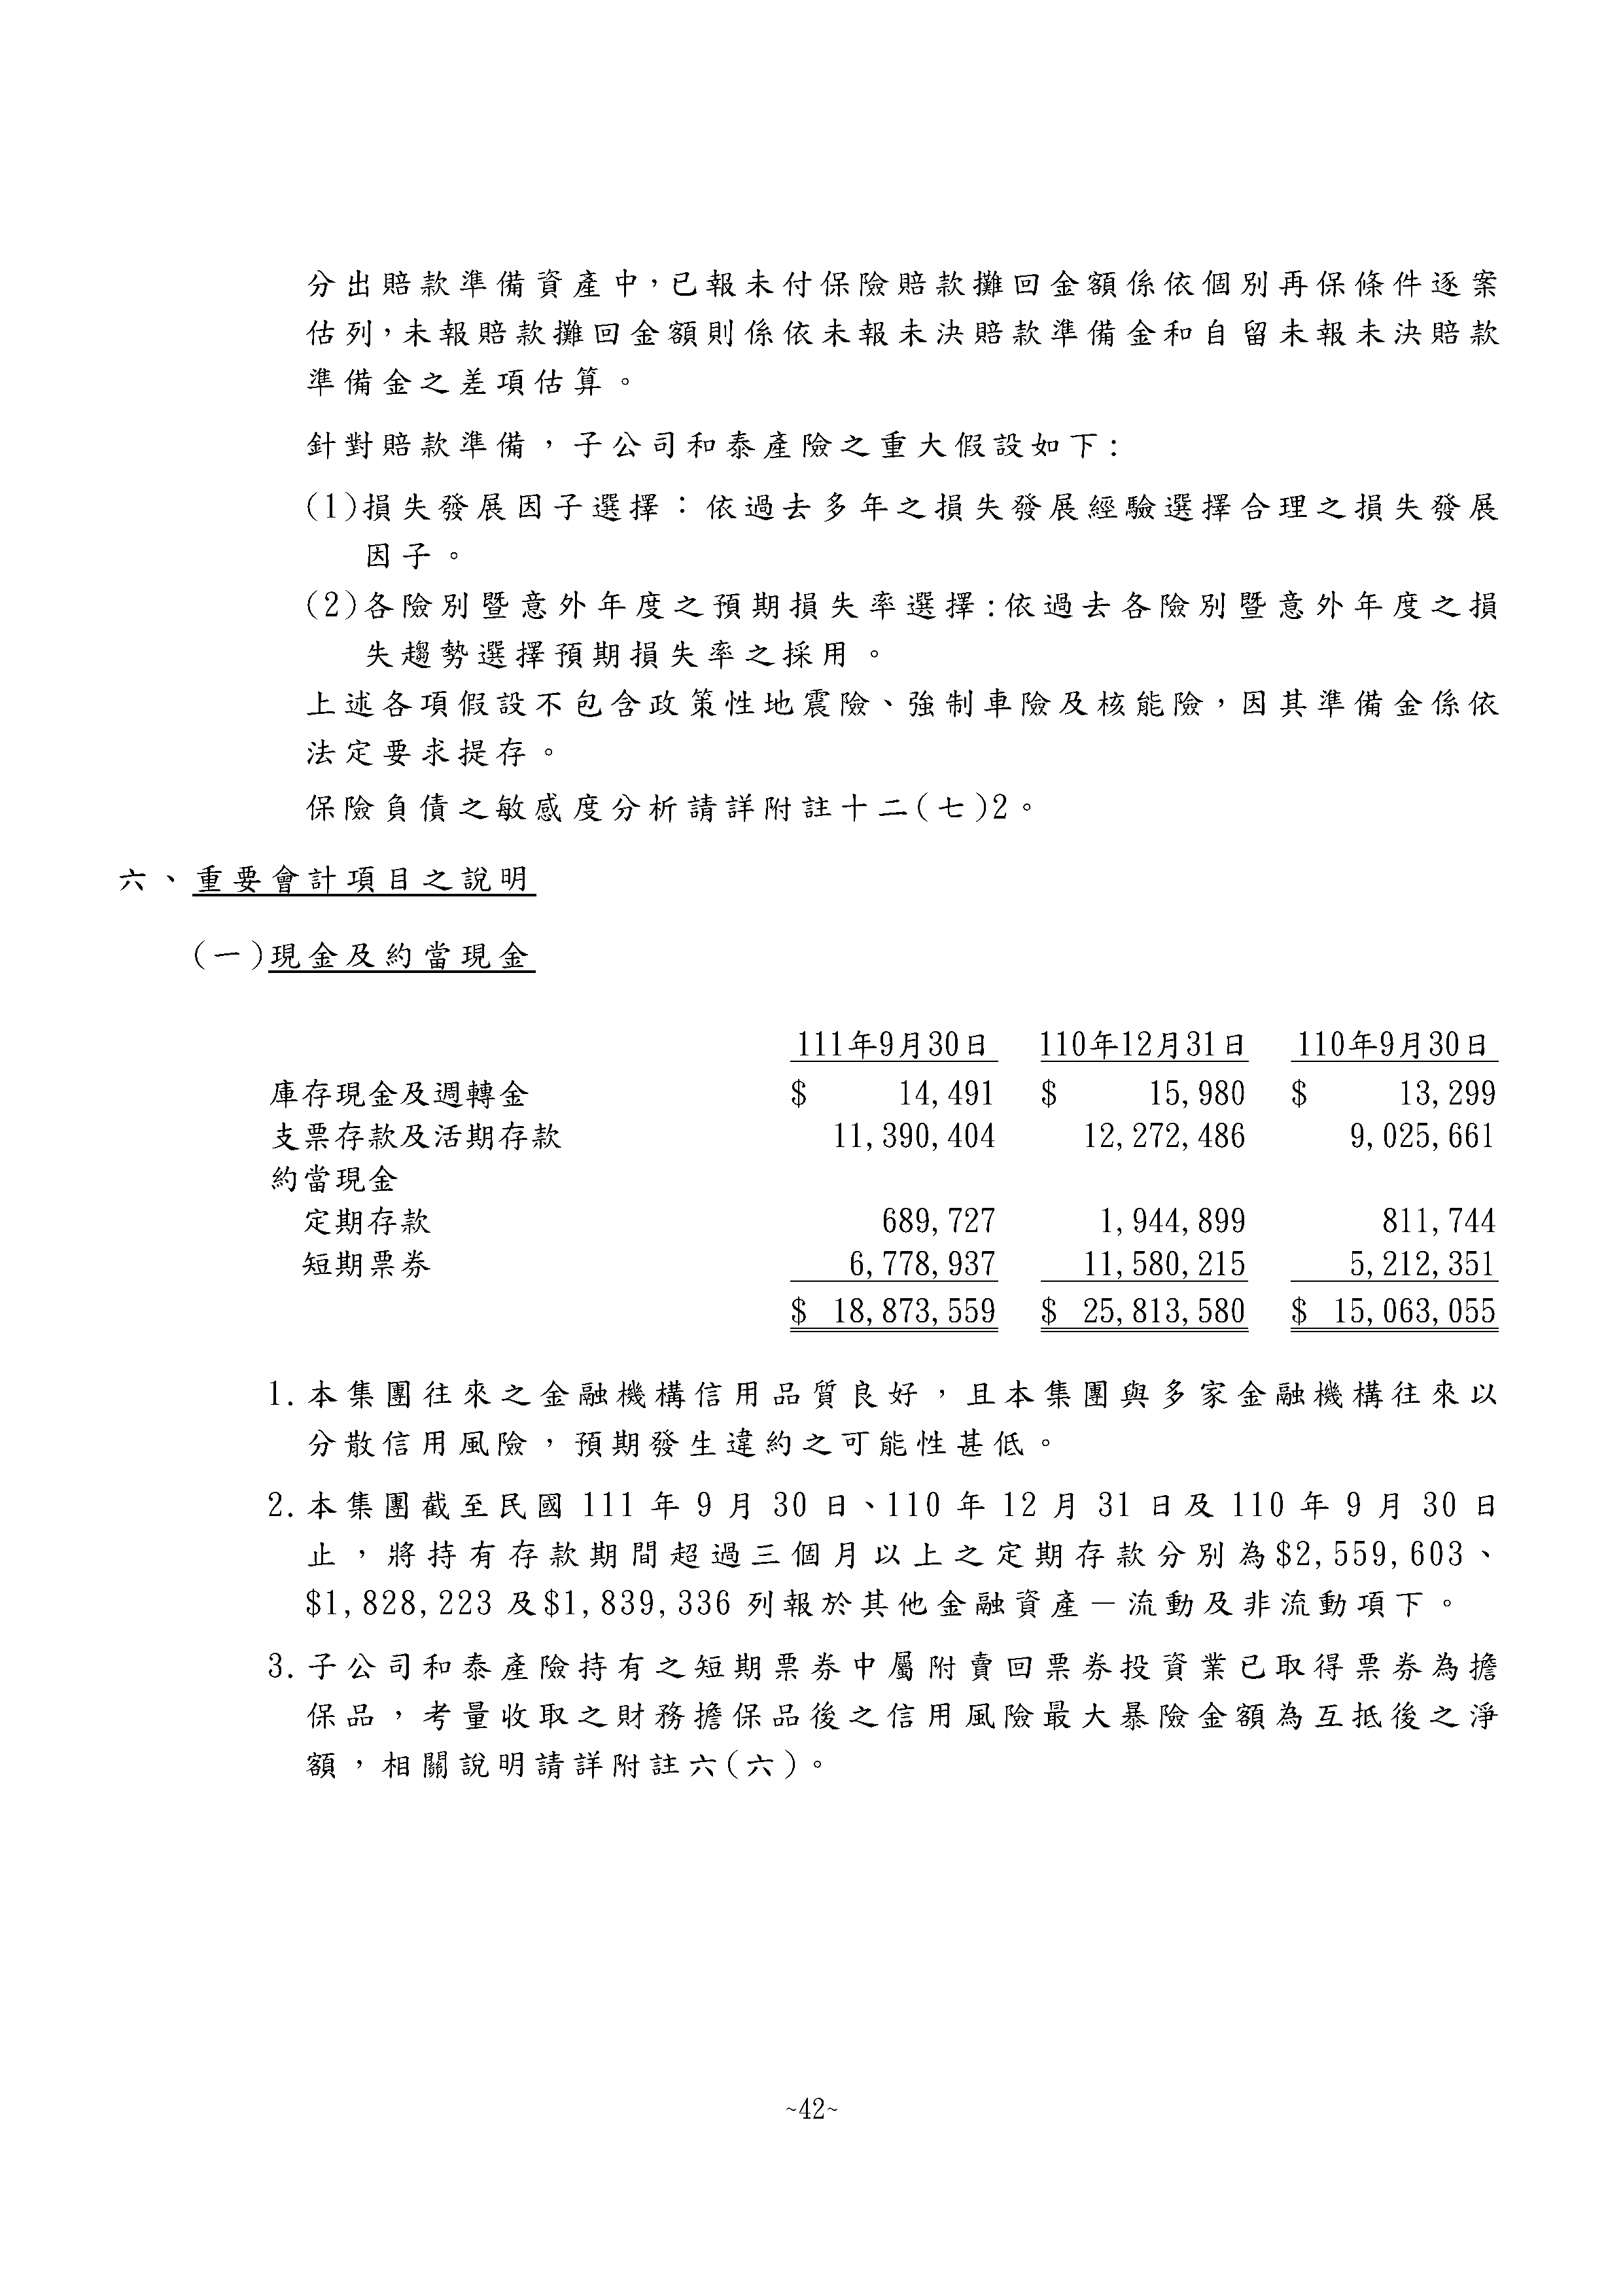 分出賠款準備資產中，已報未付保險賠款攤回金額係依個別再保條件逐案
估列，未報賠款攤回金額則係依未報未決賠款準備金和自留未報未決賠款
準備金之差項估算。
針對賠款準備，子公司和泰產險之重大假設如下：
(1)損失發展因子選擇：依過去多年之損失發展經驗選擇合理之損失發展
因子。
(2)各險別暨意外年度之預期損失率選擇：依過去各險別暨意外年度之損
失趨勢選擇預期損失率之採用。
上述各項假設不包含政策性地震險、強制車險及核能險，因其準備金係依
法定要求提存。
保險負債之敏感度分析請詳附註十二(七)2。
六、重要會計項目之說明
(一)現金及約當現金
111年9月30日 110年12月31日 110年9月30日
庫存現金及週轉金 $ 14,491 $ 15,980 $ 13,299
支票存款及活期存款 11,390,404 12,272,486 9,025,661
約當現金
定期存款 689,727 1,944,899 811,744
短期票券 6,778,937 11,580,215 5,212,351
$ 18,873,559 $ 25,813,580 $ 15,063,055
1. 本集團往來之金融機構信用品質良好，且本集團與多家金融機構往來以
分散信用風險，預期發生違約之可能性甚低。
2. 本集團截至民國 111 年 9 月 30 日、110 年 12 月 31 日及 110 年 9 月 30 日
止，將持有存款期間超過三個月以上之定期存款分別為$2,559,603、
$1,828,223 及$1,839,336 列報於其他金融資產－流動及非流動項下。
3. 子公司和泰產險持有之短期票券中屬附賣回票券投資業已取得票券為擔
保品，考量收取之財務擔保品後之信用風險最大暴險金額為互抵後之淨
額，相關說明請詳附註六(六)。
~42~